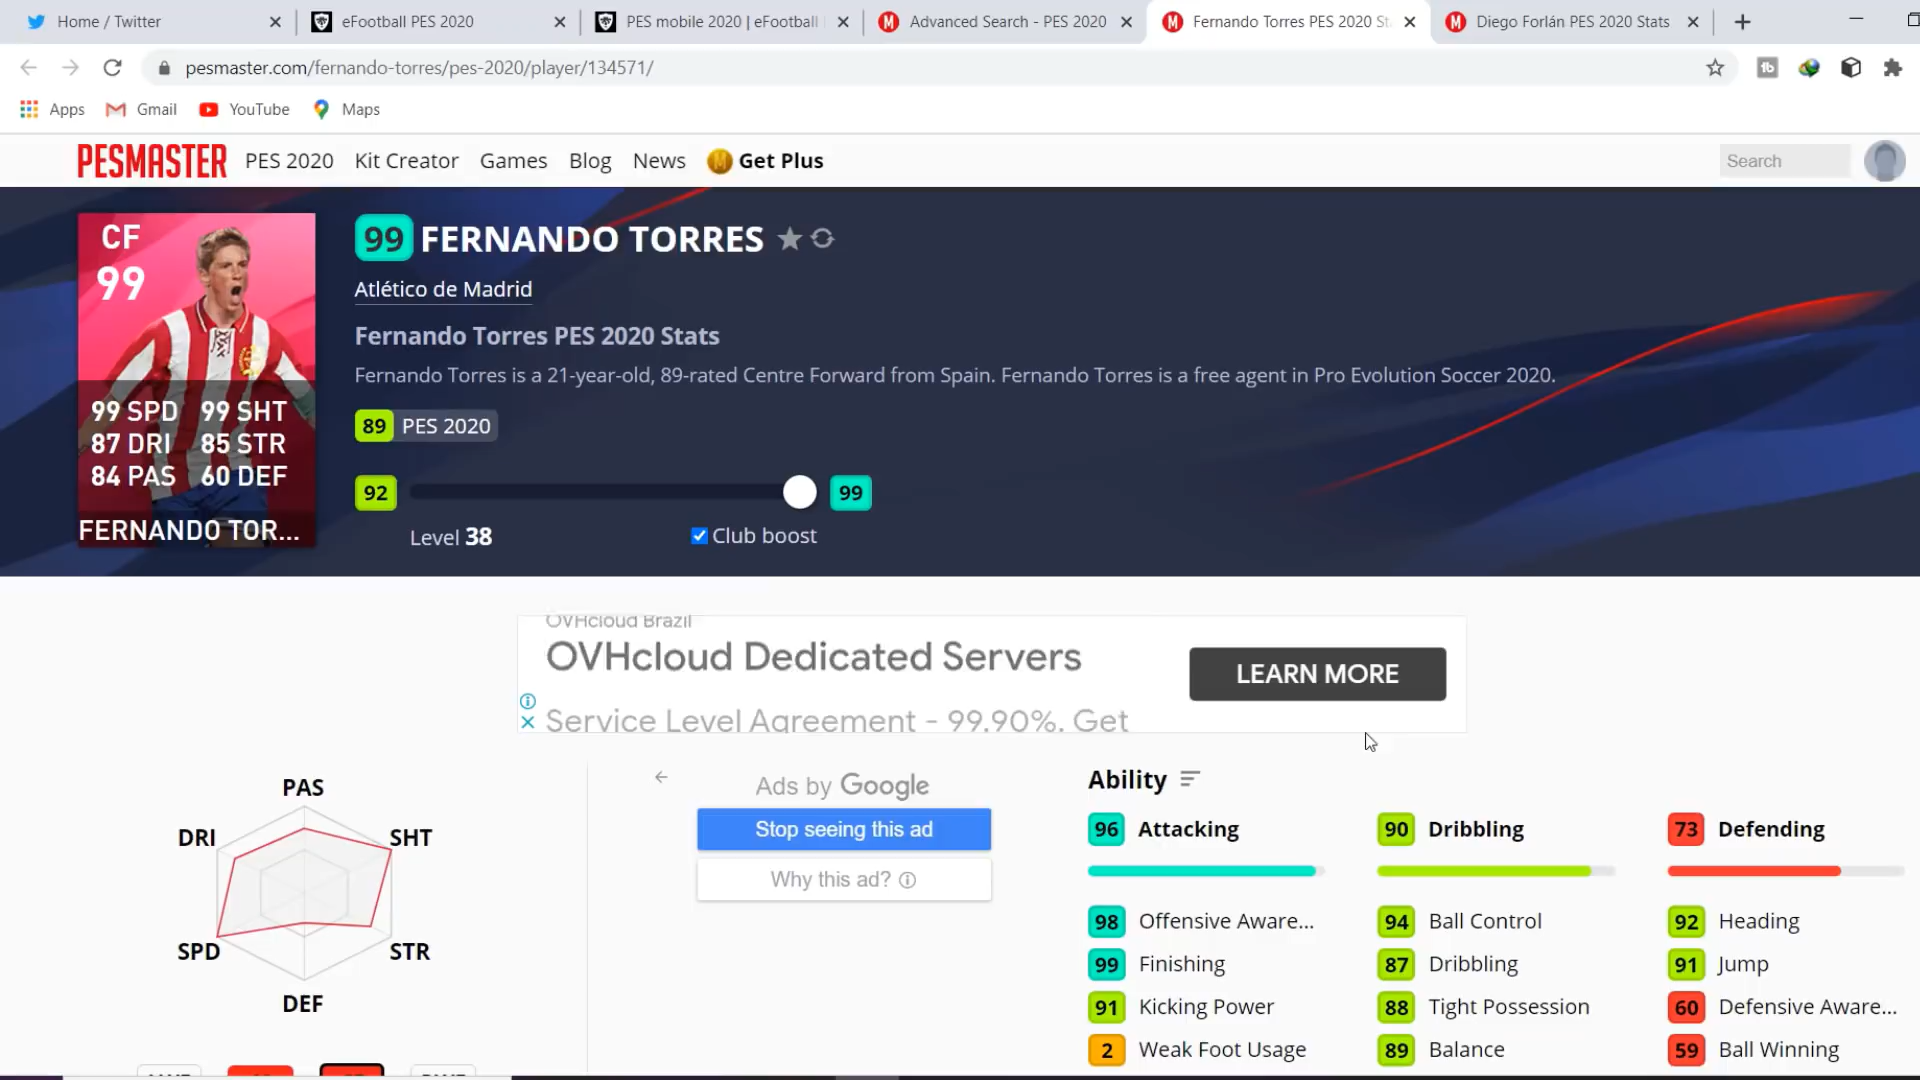 Home / Twitter
eFootball PES 2020
PES mobile 2020 | eFootball
Advanced Search - PES 2020
Fernando Torres PES 2020 St
Diego Forlán PES 2020 Stats
pesmaster.com/fernando-torres/pes-2020/player/134571/
Apps Gmail YouTube Maps
PESMASTER PES 2020 Kit Creator Games Blog News Get Plus Search
CF
99
99 SPD 99 SHT
87 DRI 85 STR
84 PAS 60 DEF
FERNANDO TOR...
99 FERNANDO TORRES
Atlético de Madrid
Fernando Torres PES 2020 Stats
Fernando Torres is a 21-year-old, 89-rated Centre Forward from Spain. Fernando Torres is a free agent in Pro Evolution Soccer 2020.
89 PES 2020
92 99
Level 38 Club boost
OVHcloud Brazil
OVHcloud Dedicated Servers
Service Level Agreement - 99.90%. Get
LEARN MORE
PAS
DRI SHT
SPD STR
DEF
Ads by Google
Stop seeing this ad
Why this ad?
Ability
96 Attacking 90 Dribbling 73 Defending
98 Offensive Aware... 94 Ball Control 92 Heading
99 Finishing 87 Dribbling 91 Jump
91 Kicking Power 88 Tight Possession 60 Defensive Aware...
2 Weak Foot Usage 89 Balance 59 Ball Winning